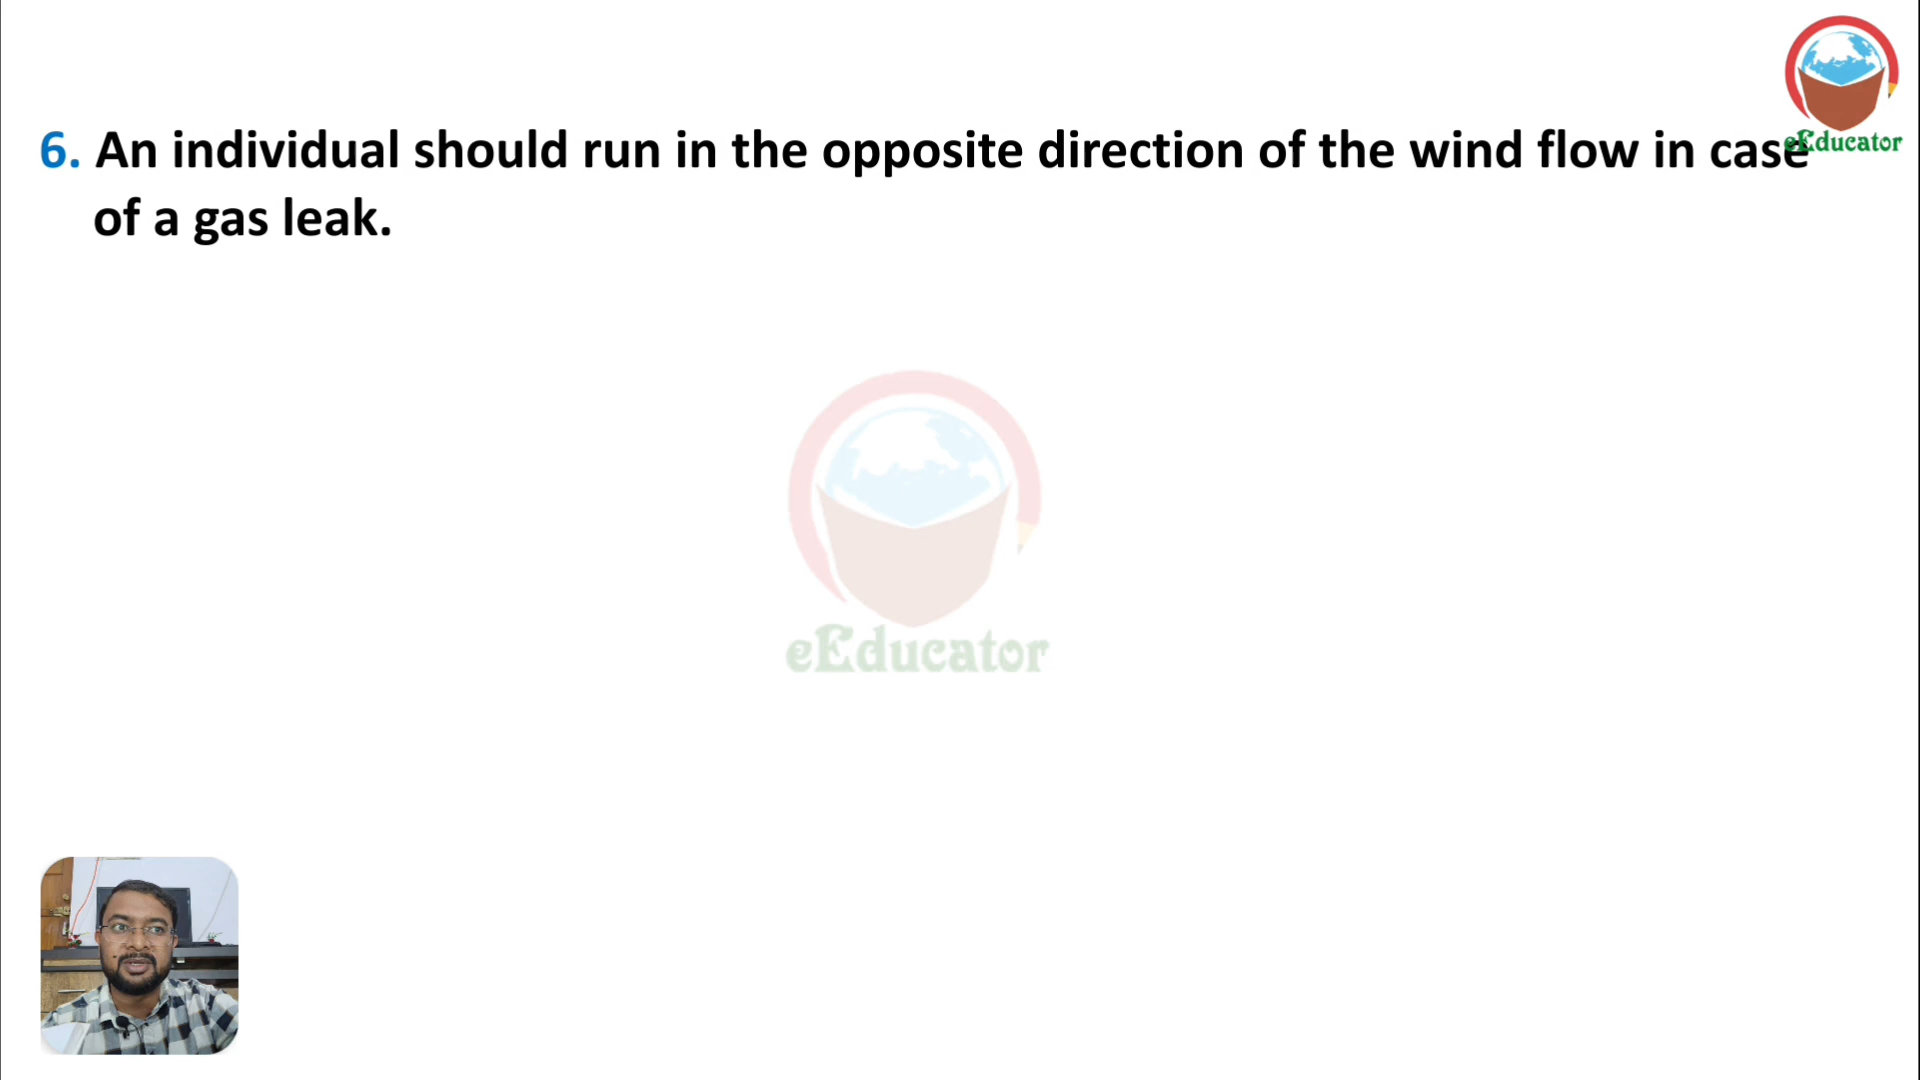 eEducator
6. An individual should run in the opposite direction of the wind flow in case
of a gas leak.
eEducator